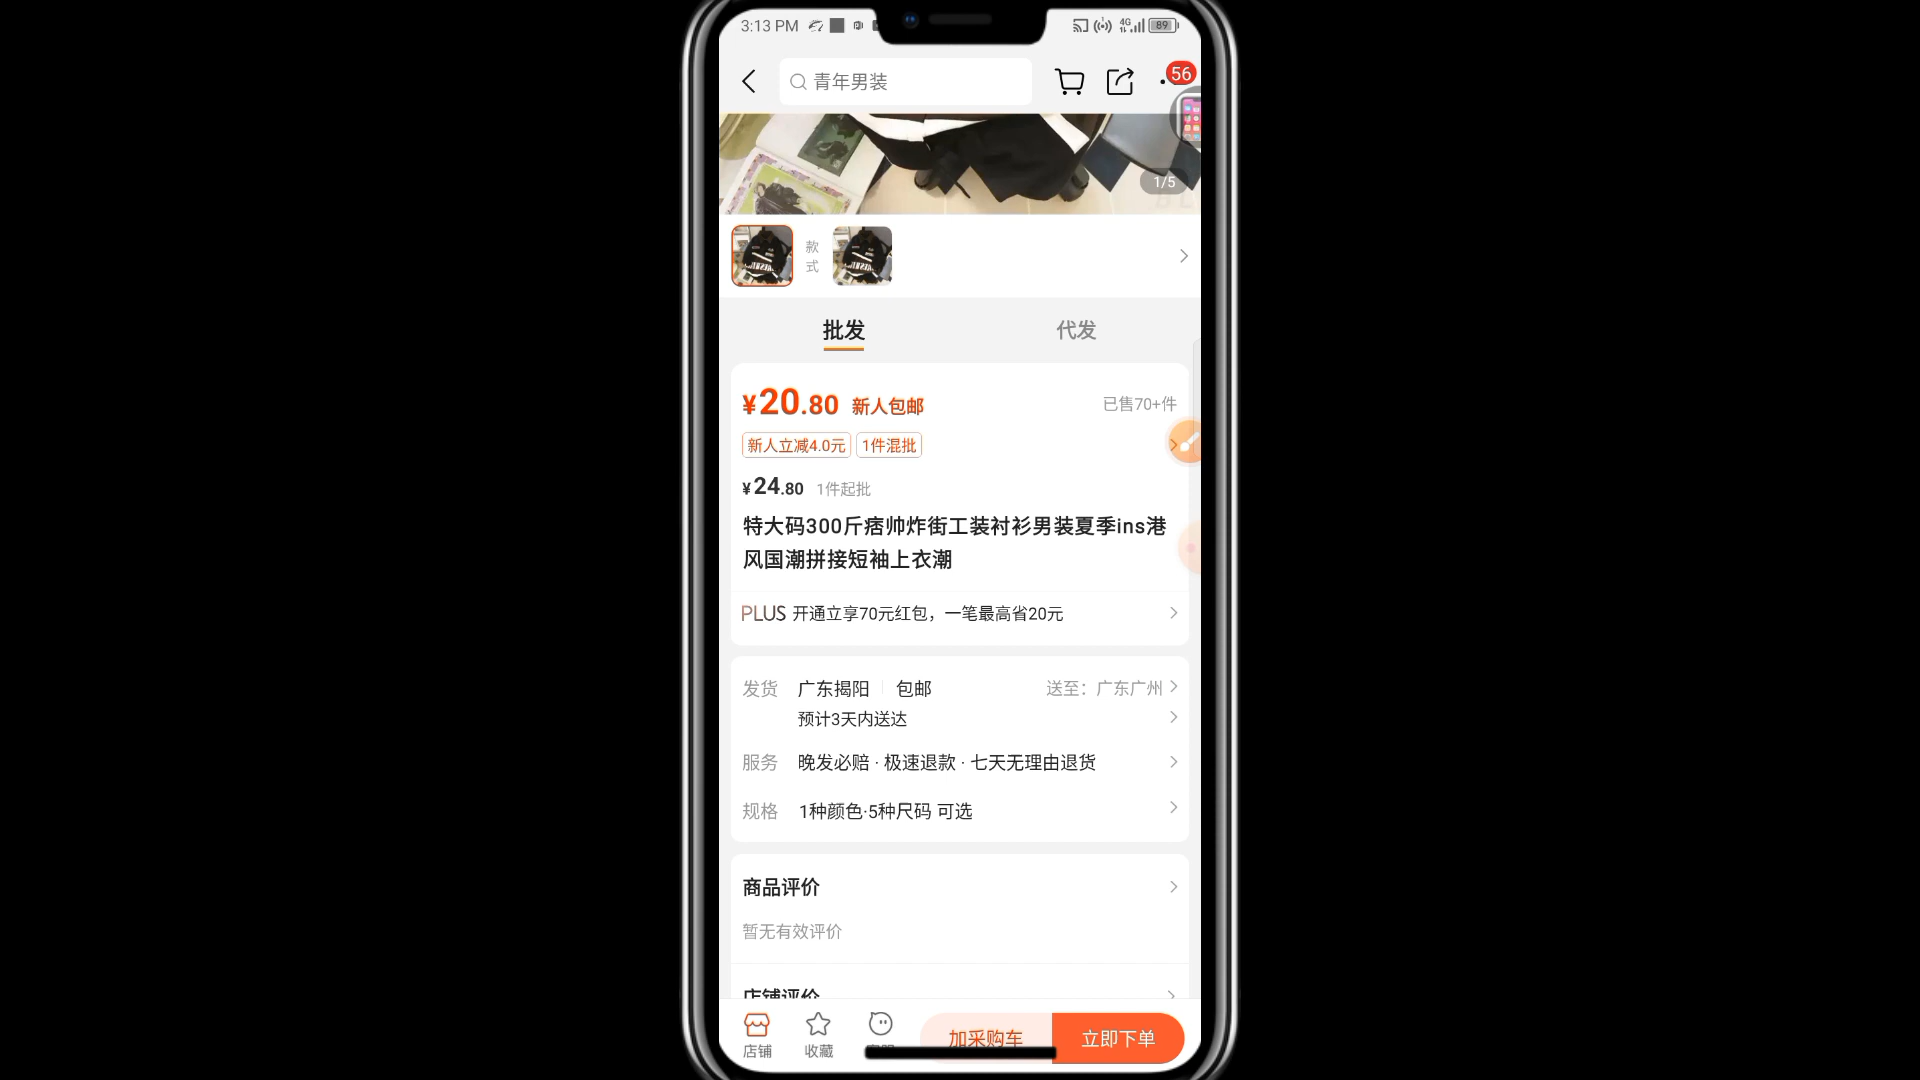 3:13 PM
4G
89
青年男装
56
1/5
款式
批发
代发
¥20.80 新人包邮
已售70+件
新人立减4.0元 1件混批
¥24.80 1件起批
特大码300斤痞帅炸街工装衬衫男装夏季ins港
风国潮拼接短袖上衣潮
PLUS 开通立享70元红包，一笔最高省20元
发货 广东揭阳 包邮 送至：广东广州
预计3天内送达
服务 晚发必赔 · 极速退款 · 七天无理由退货
规格 1种颜色·5种尺码 可选
商品评价
暂无有效评价
店铺评价
店铺
收藏
加采购车
立即下单